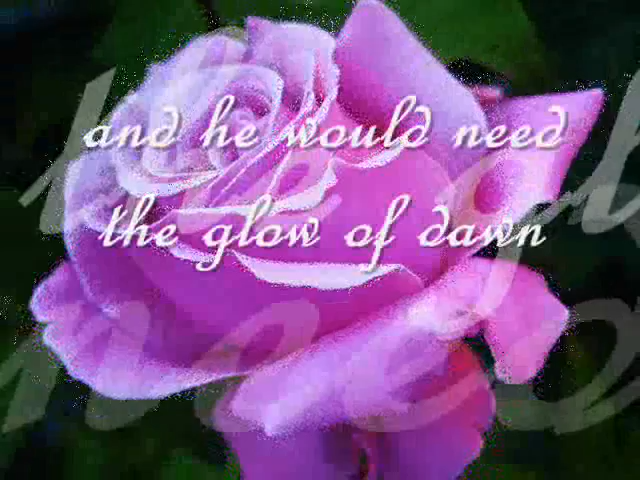 and he would need
the glow of dawn